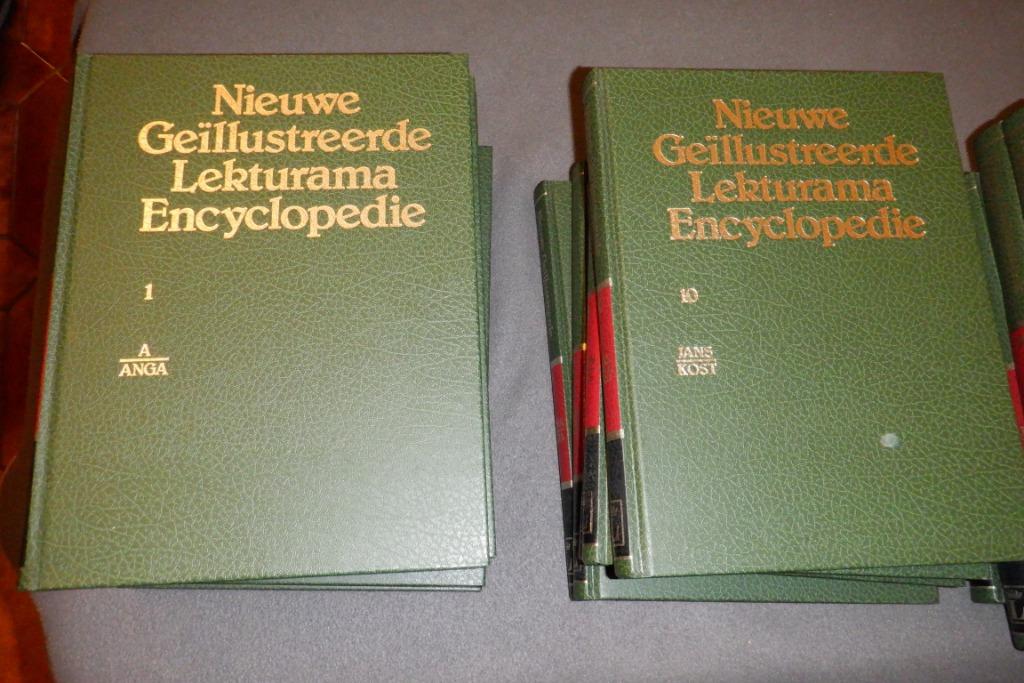 Nieuwe
Geïllustreerde
Lekturama
Encyclopedie
1
A
ANGA
Nieuwe
Geïllustreerde
Lekturama
Encyclopedie
10
JANS
KOST